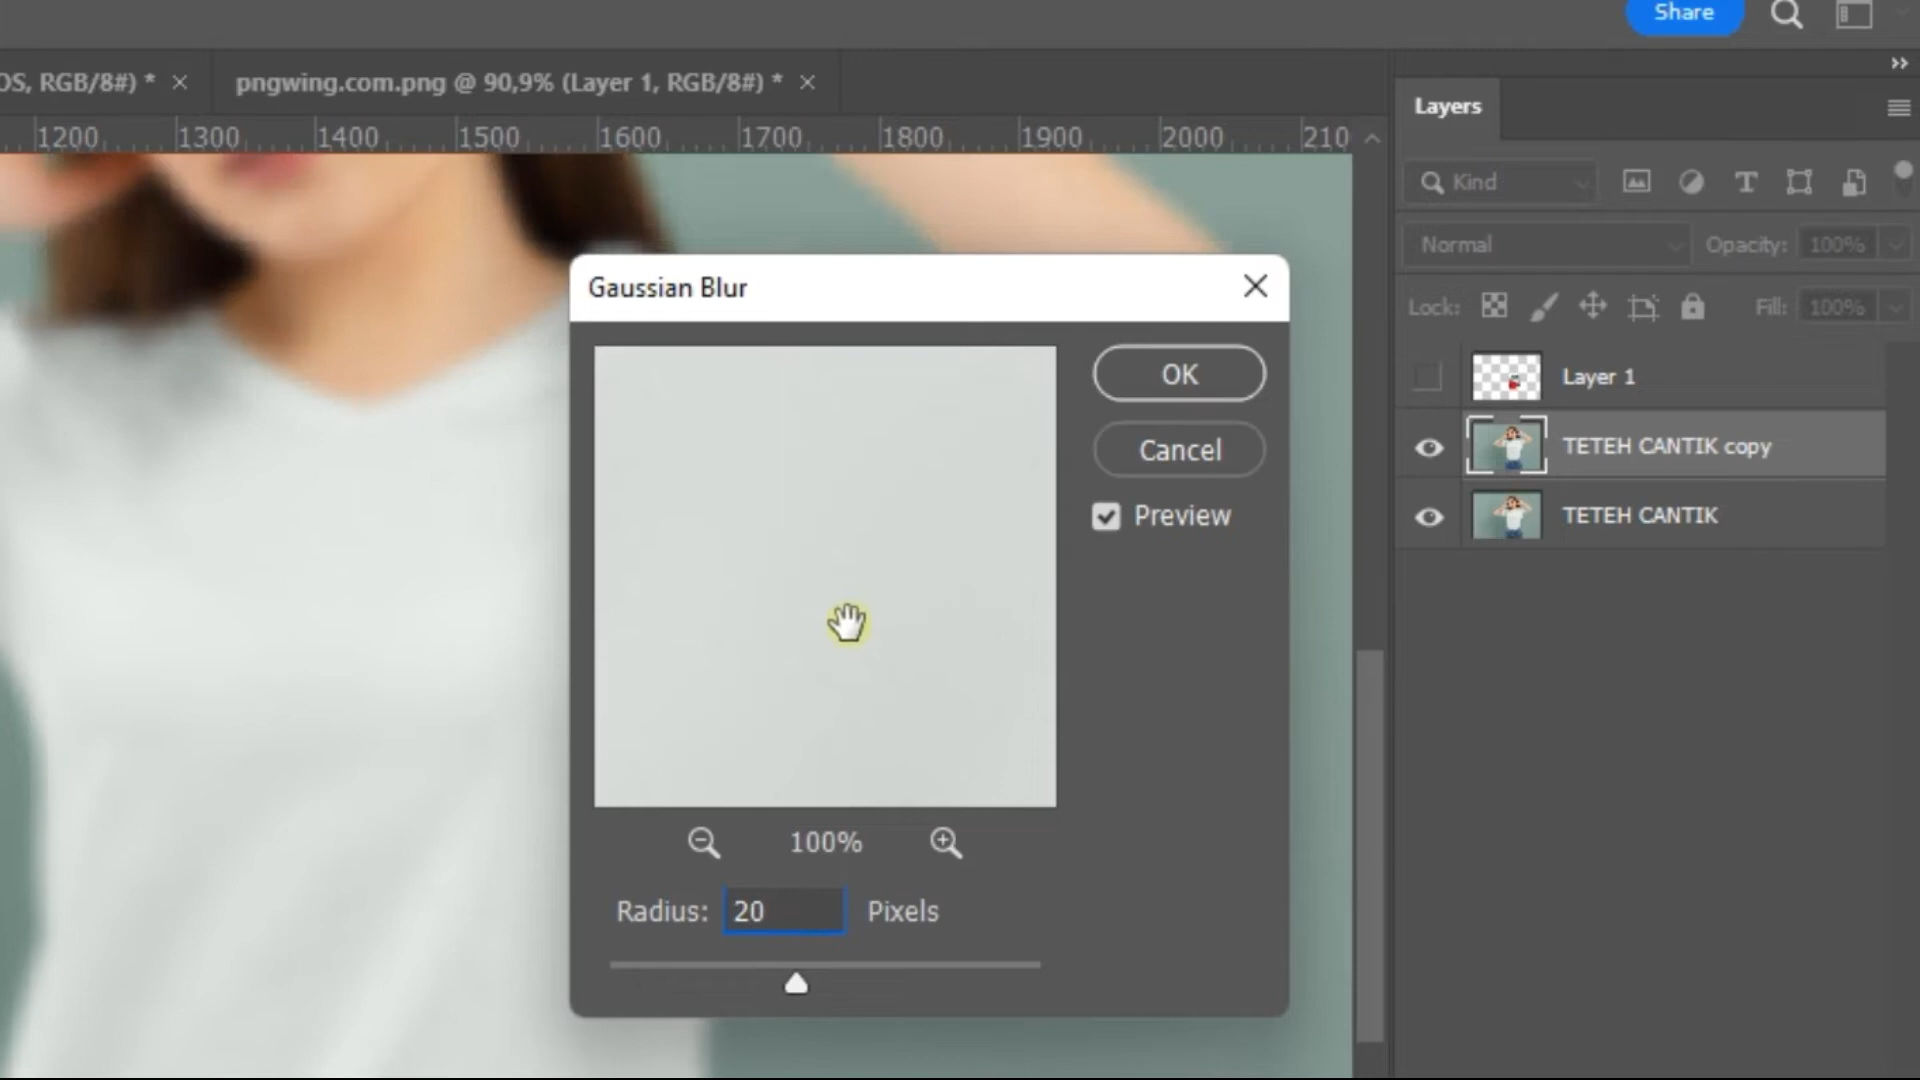 Share
OS, RGB/8#) *
pngwing.com.png @ 90,9% (Layer 1, RGB/8#) *
1200 1300 1400 1500 1600 1700 1800 1900 2000 210
Layers
Kind
Normal Opacity: 100%
Lock: Fill: 100%
Layer 1
TETEH CANTIK copy
TETEH CANTIK
Gaussian Blur
OK
Cancel
Preview
100%
Radius: 20 Pixels